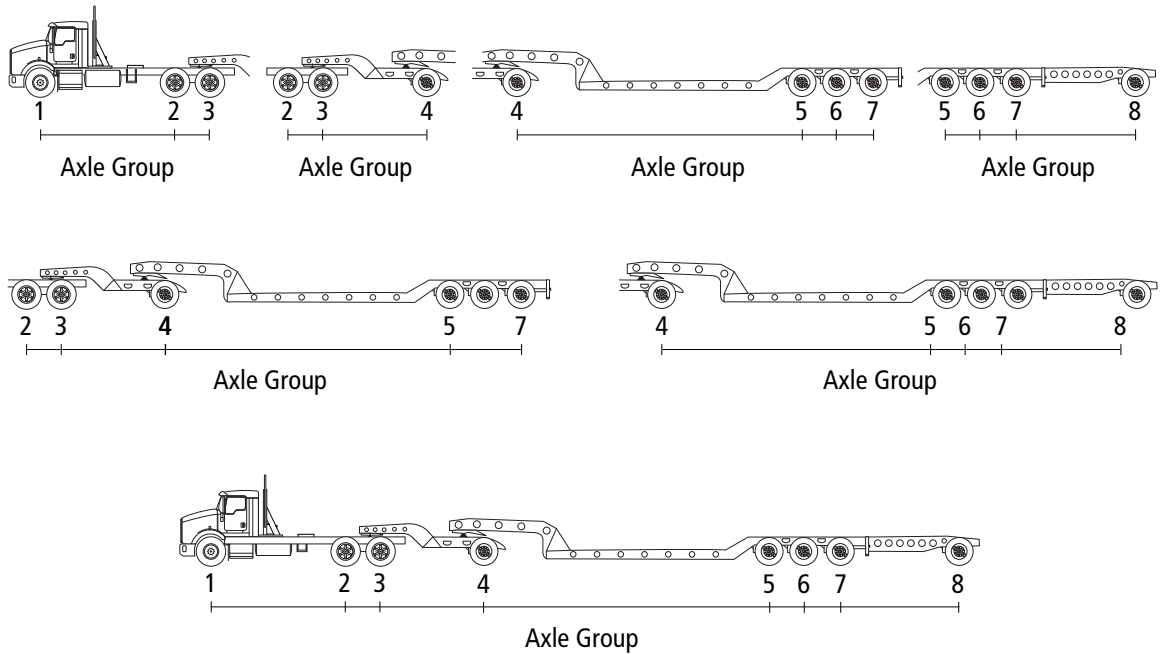 1 2 3 2 3 4 4 5 6 7 5 6 7 8
Axle Group Axle Group Axle Group Axle Group
2 3 4 5 7 4 5 6 7 8
Axle Group Axle Group
1 2 3 4 5 6 7 8
Axle Group